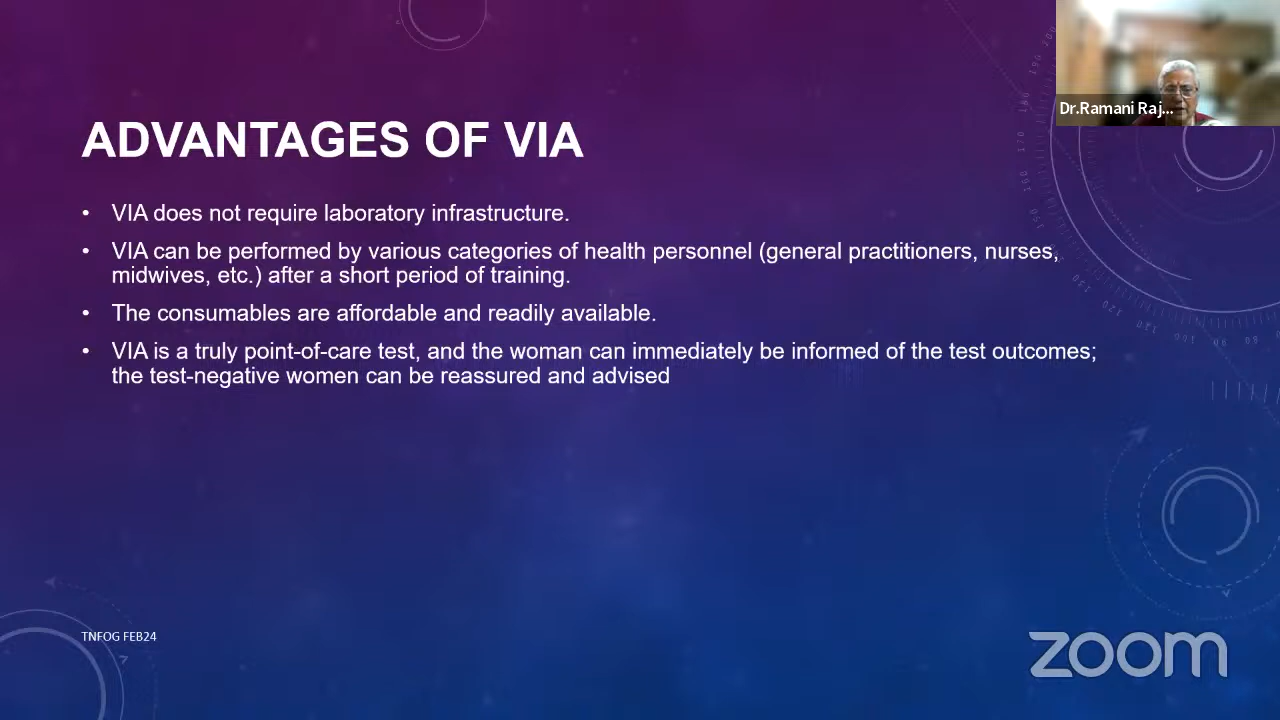 Dr.Ramani Raj...
ADVANTAGES OF VIA
• VIA does not require laboratory infrastructure.
• VIA can be performed by various categories of health personnel (general practitioners, nurses,
midwives, etc.) after a short period of training.
• The consumables are affordable and readily available.
• VIA is a truly point-of-care test, and the woman can immediately be informed of the test outcomes;
the test-negative women can be reassured and advised
TNFOG FEB24
zoom